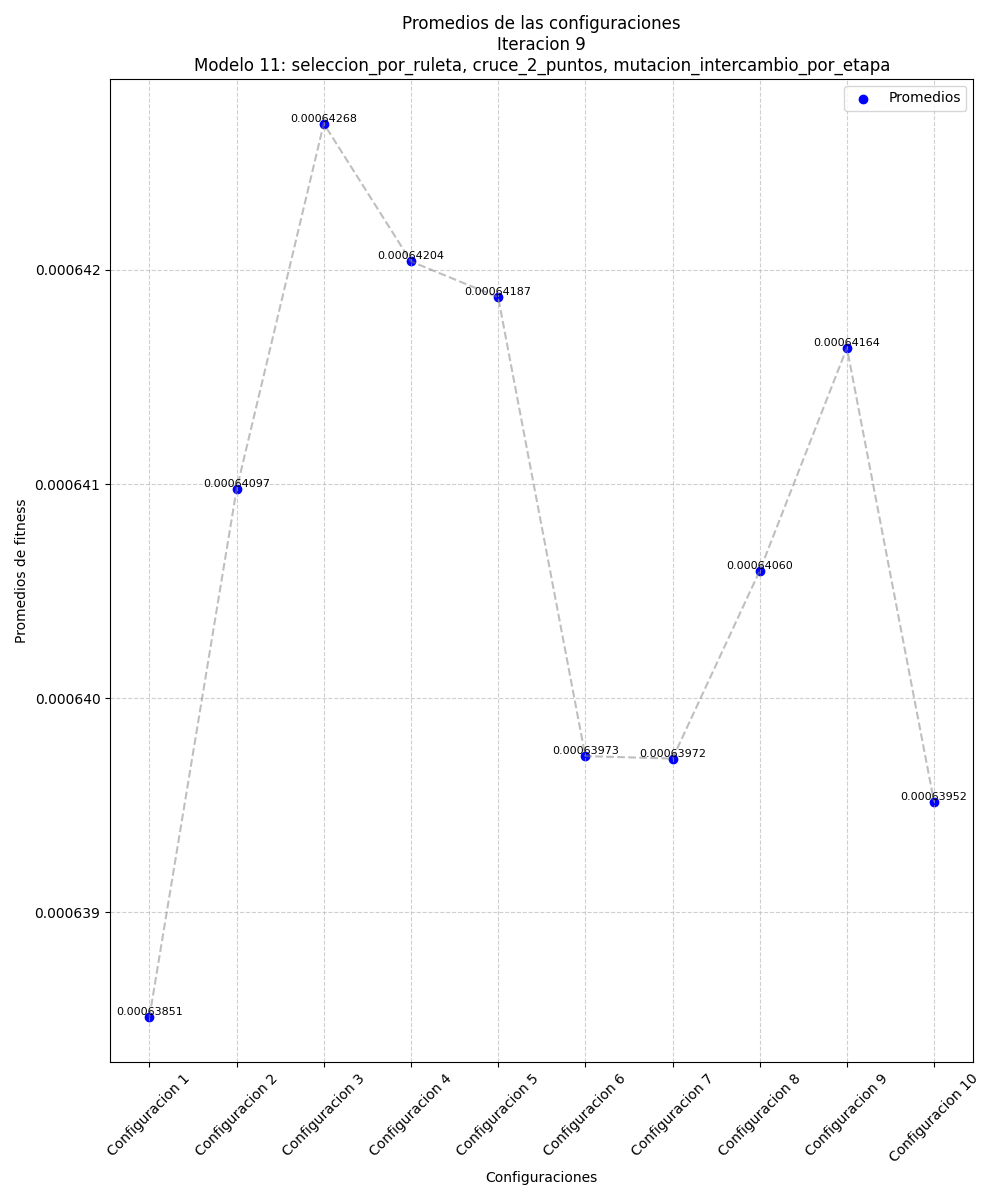 Promedios de las configuraciones
Iteracion 9
Modelo 11: seleccion_por_ruleta, cruce_2_puntos, mutacion_intercambio_por_etapa
Promedios
0.00064268
0.00064204
0.000642
0.00064187
0.00064164
0.00064097
0.000641
0.00064060
0.000640
0.00063973
0.00063972
0.00063952
0.000639
0.00063851
Promedios de fitness
Configuracion 1
Configuracion 2
Configuracion 3
Configuracion 4
Configuracion 5
Configuracion 6
Configuracion 7
Configuracion 8
Configuracion 9
Configuracion 10
Configuraciones